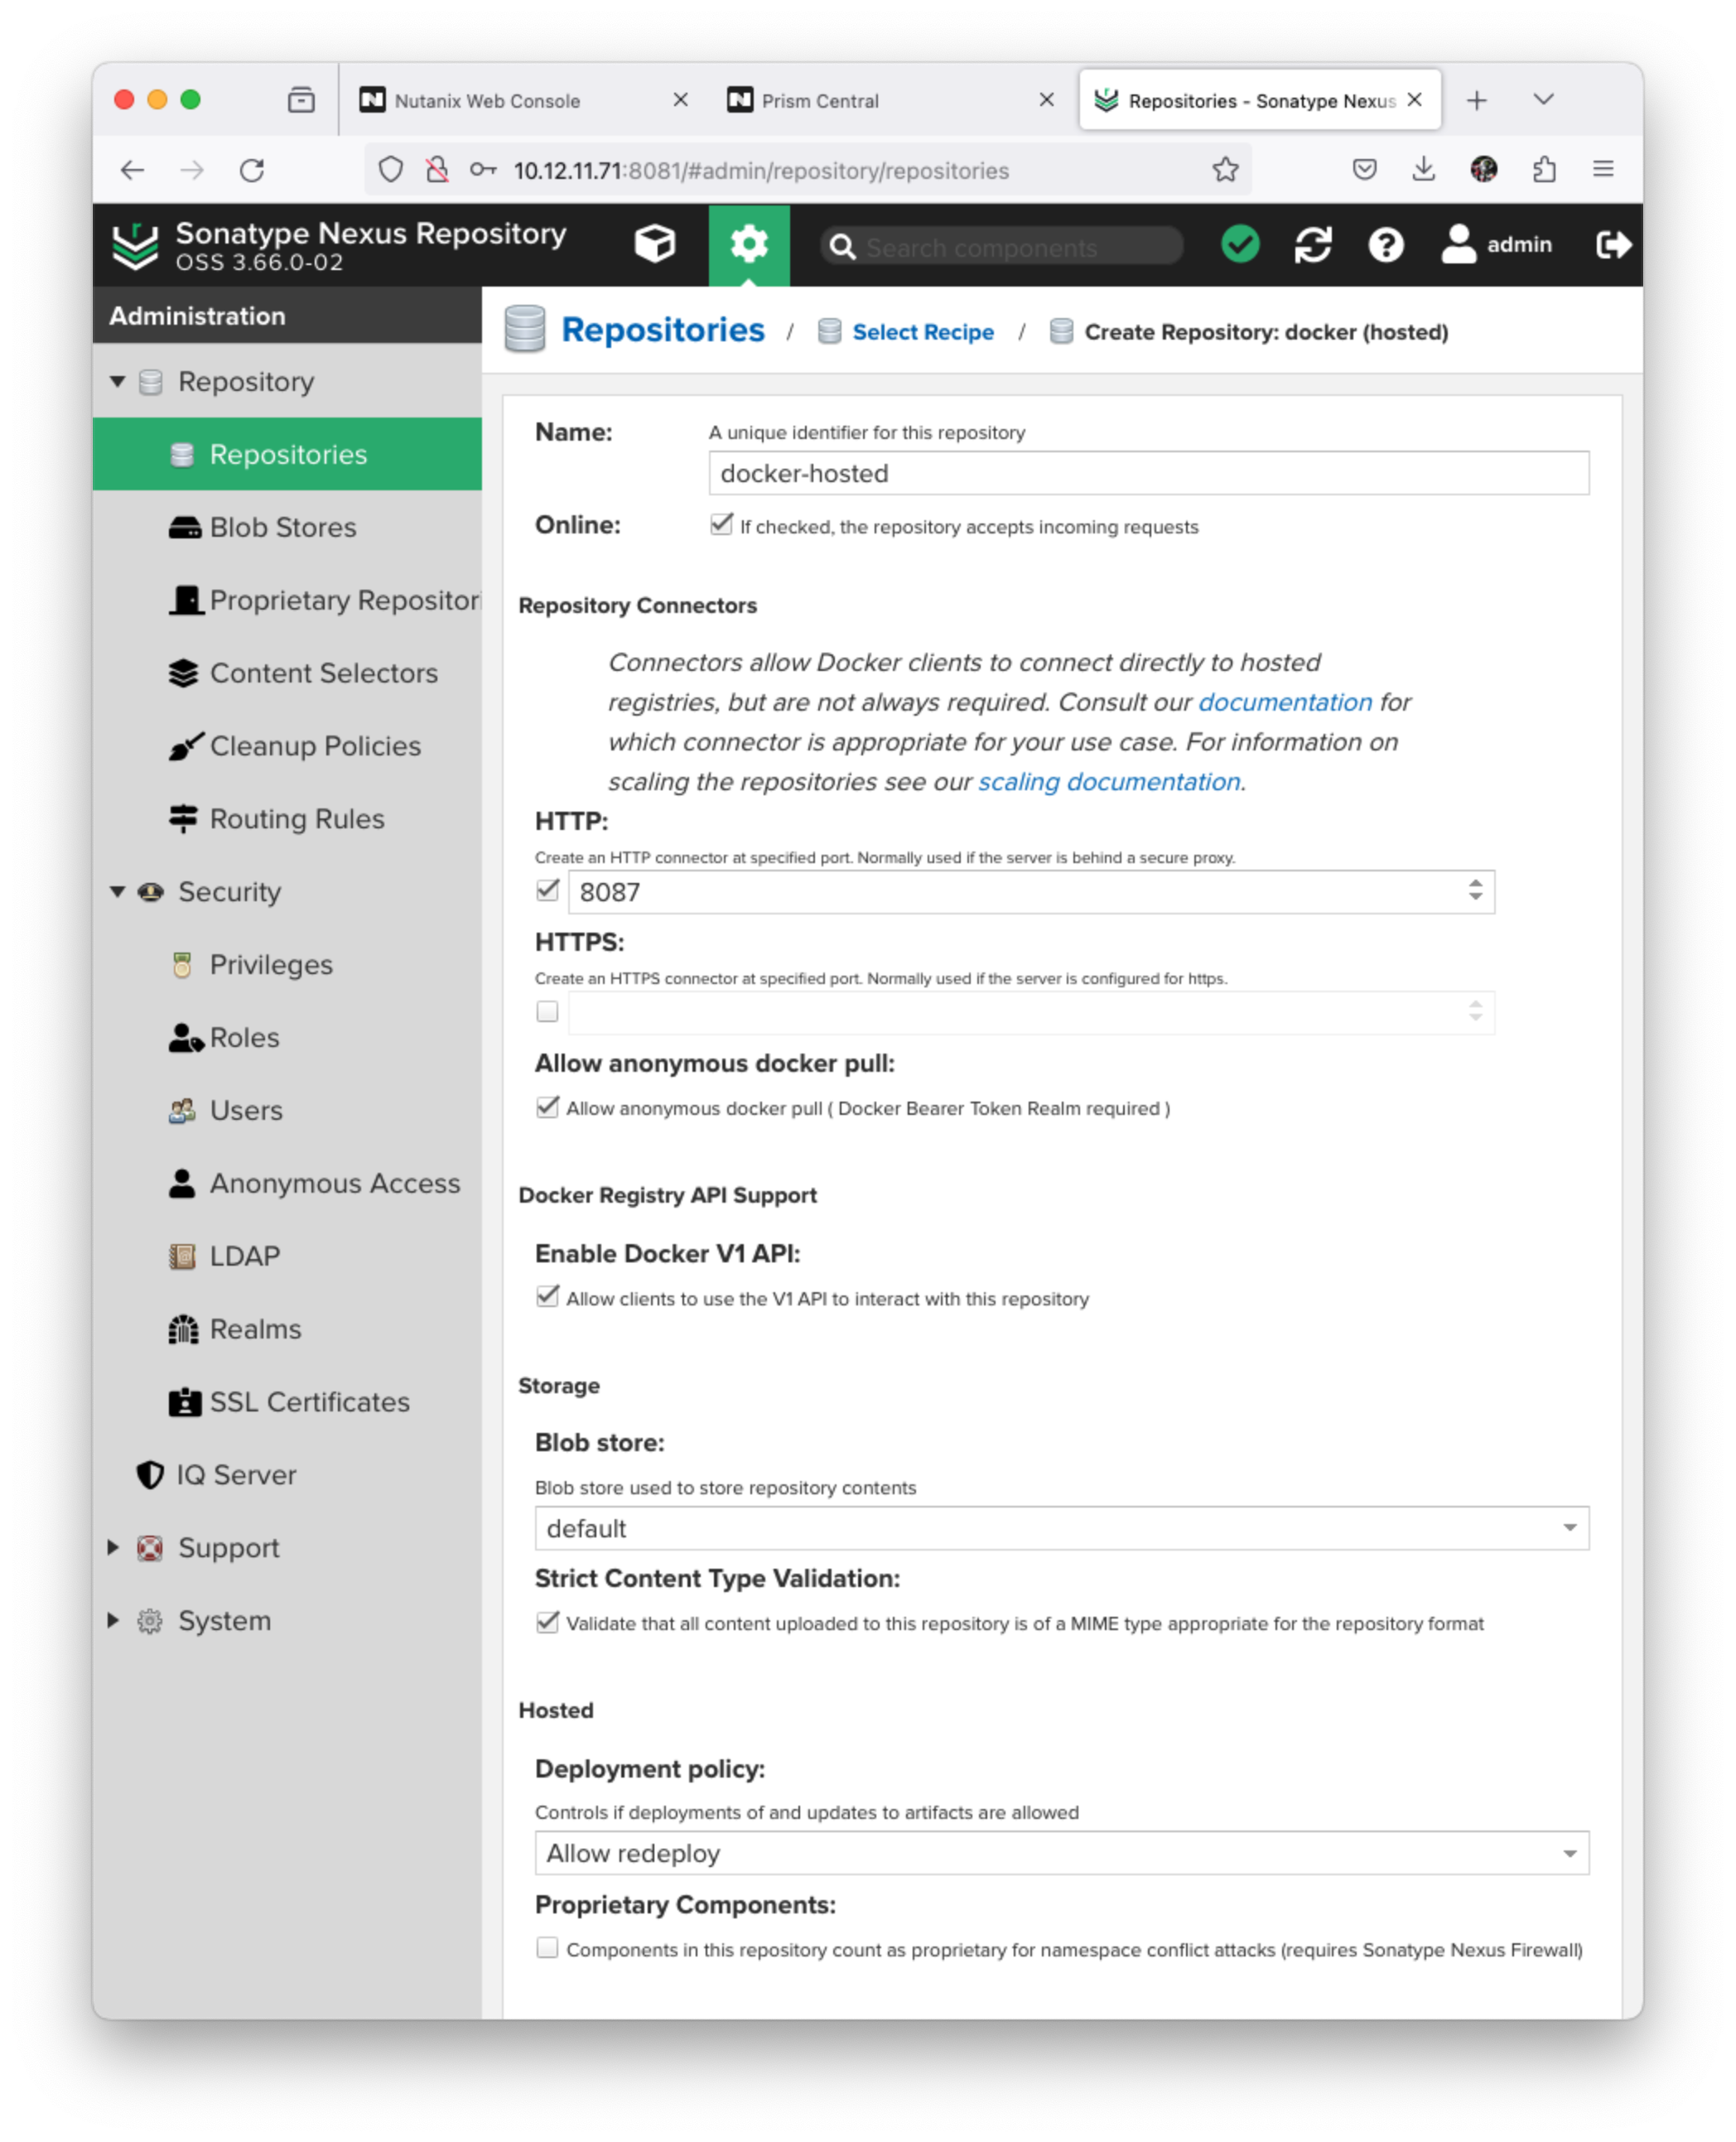 Nutanix Web Console
Prism Central
Repositories - Sonatype Nexus
10.12.11.71:8081/#admin/repository/repositories
Sonatype Nexus Repository
OSS 3.66.0-02
Search components
admin
Administration
Repository
Repositories
Blob Stores
Proprietary Repositori
Content Selectors
Cleanup Policies
Routing Rules
Security
Privileges
Roles
Users
Anonymous Access
LDAP
Realms
SSL Certificates
IQ Server
Support
System
Repositories / Select Recipe / Create Repository: docker (hosted)
Name: A unique identifier for this repository
docker-hosted
Online: If checked, the repository accepts incoming requests
Repository Connectors
Connectors allow Docker clients to connect directly to hosted
registries, but are not always required. Consult our documentation for
which connector is appropriate for your use case. For information on
scaling the repositories see our scaling documentation.
HTTP:
Create an HTTP connector at specified port. Normally used if the server is behind a secure proxy.
8087
HTTPS:
Create an HTTPS connector at specified port. Normally used if the server is configured for https.
Allow anonymous docker pull:
Allow anonymous docker pull ( Docker Bearer Token Realm required )
Docker Registry API Support
Enable Docker V1 API:
Allow clients to use the V1 API to interact with this repository
Storage
Blob store:
Blob store used to store repository contents
default
Strict Content Type Validation:
Validate that all content uploaded to this repository is of a MIME type appropriate for the repository format
Hosted
Deployment policy:
Controls if deployments of and updates to artifacts are allowed
Allow redeploy
Proprietary Components:
Components in this repository count as proprietary for namespace conflict attacks (requires Sonatype Nexus Firewall)